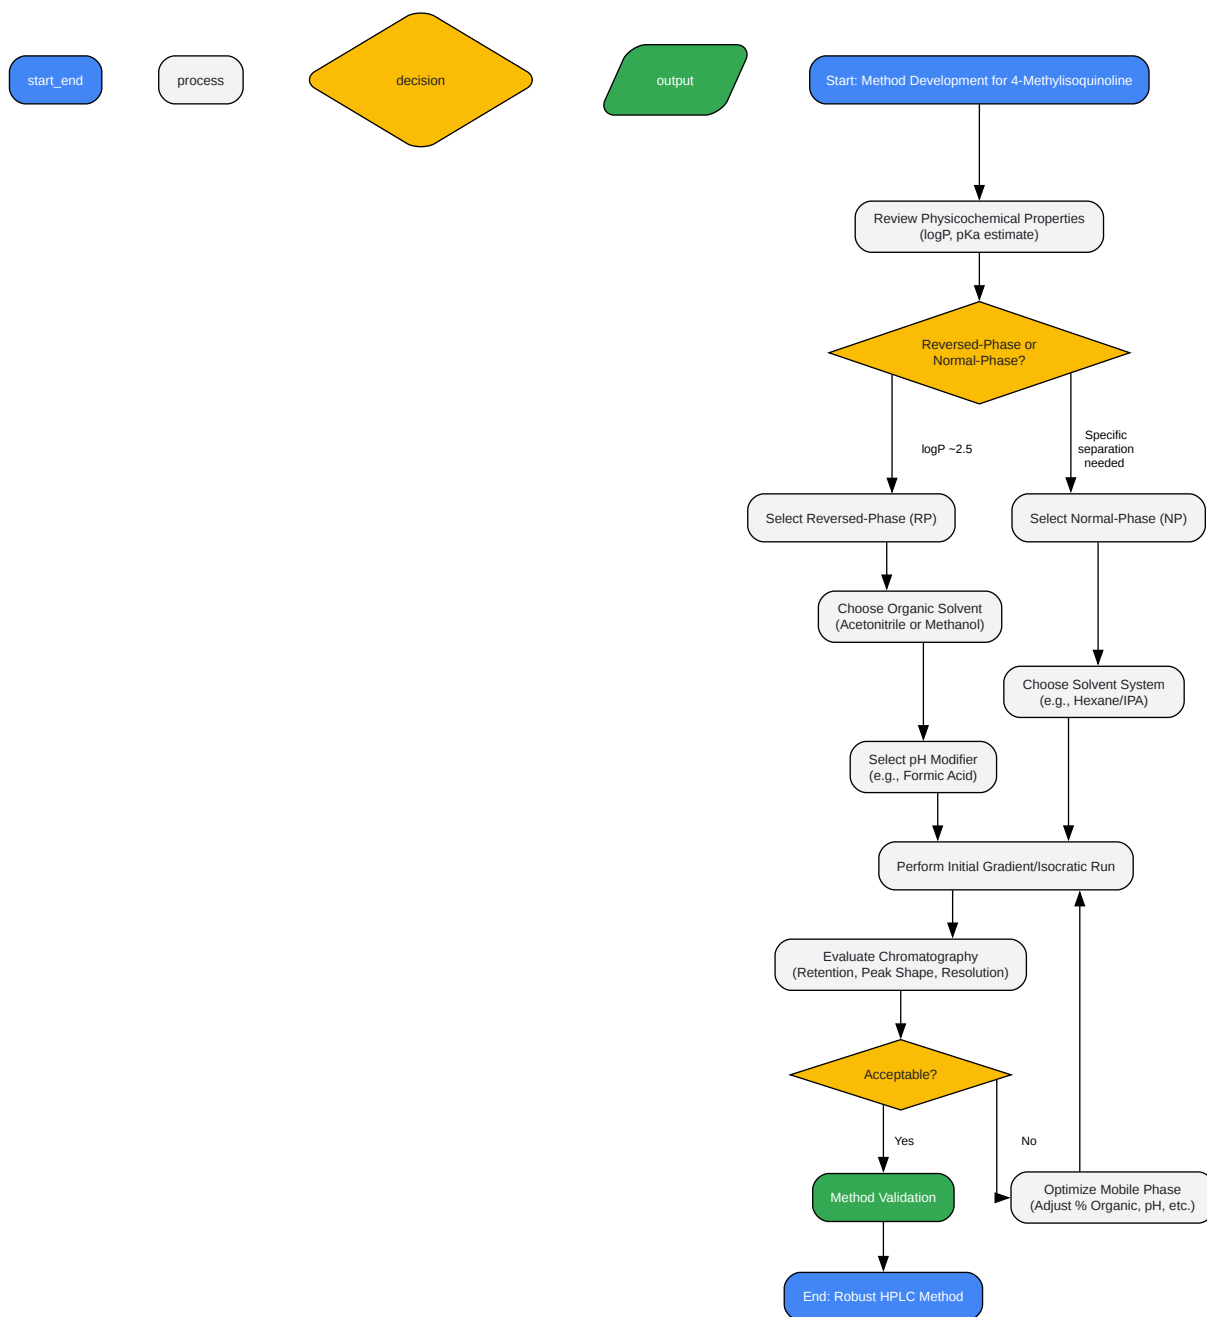 start_end
process
decision
output
Start: Method Development for 4-Methylisoquinoline
Review Physicochemical Properties
(logP, pKa estimate)
Reversed-Phase or
Normal-Phase?
logP ~2.5
Specific
separation
needed
Select Reversed-Phase (RP)
Select Normal-Phase (NP)
Choose Organic Solvent
(Acetonitrile or Methanol)
Choose Solvent System
(e.g., Hexane/IPA)
Select pH Modifier
(e.g., Formic Acid)
Perform Initial Gradient/Isocratic Run
Evaluate Chromatography
(Retention, Peak Shape, Resolution)
Acceptable?
Yes
No
Method Validation
Optimize Mobile Phase
(Adjust % Organic, pH, etc.)
End: Robust HPLC Method